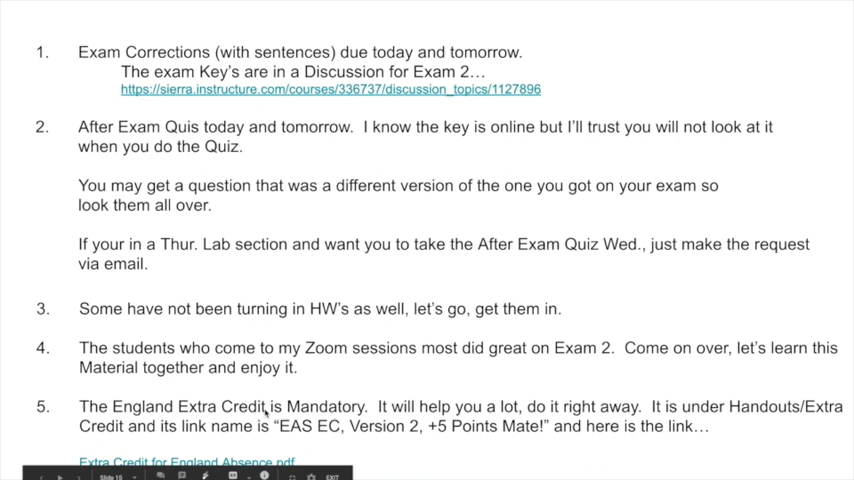 1. Exam Corrections (with sentences) due today and tomorrow.
The exam Key's are in a Discussion for Exam 2…
https://sierra.instructure.com/courses/336737/discussion_topics/1127896
2. After Exam Quis today and tomorrow. I know the key is online but I'll trust you will not look at it
when you do the Quiz.
You may get a question that was a different version of the one you got on your exam so
look them all over.
If your in a Thur. Lab section and want you to take the After Exam Quiz Wed., just make the request
via email.
3. Some have not been turning in HW's as well, let's go, get them in.
4. The students who come to my Zoom sessions most did great on Exam 2. Come on over, let's learn this
Material together and enjoy it.
5. The England Extra Credit is Mandatory. It will help you a lot, do it right away. It is under Handouts/Extra
Credit and its link name is "EAS EC, Version 2, +5 Points Mate!" and here is the link…
Extra Credit for England Absence.pdf
Slide 15 EXIT